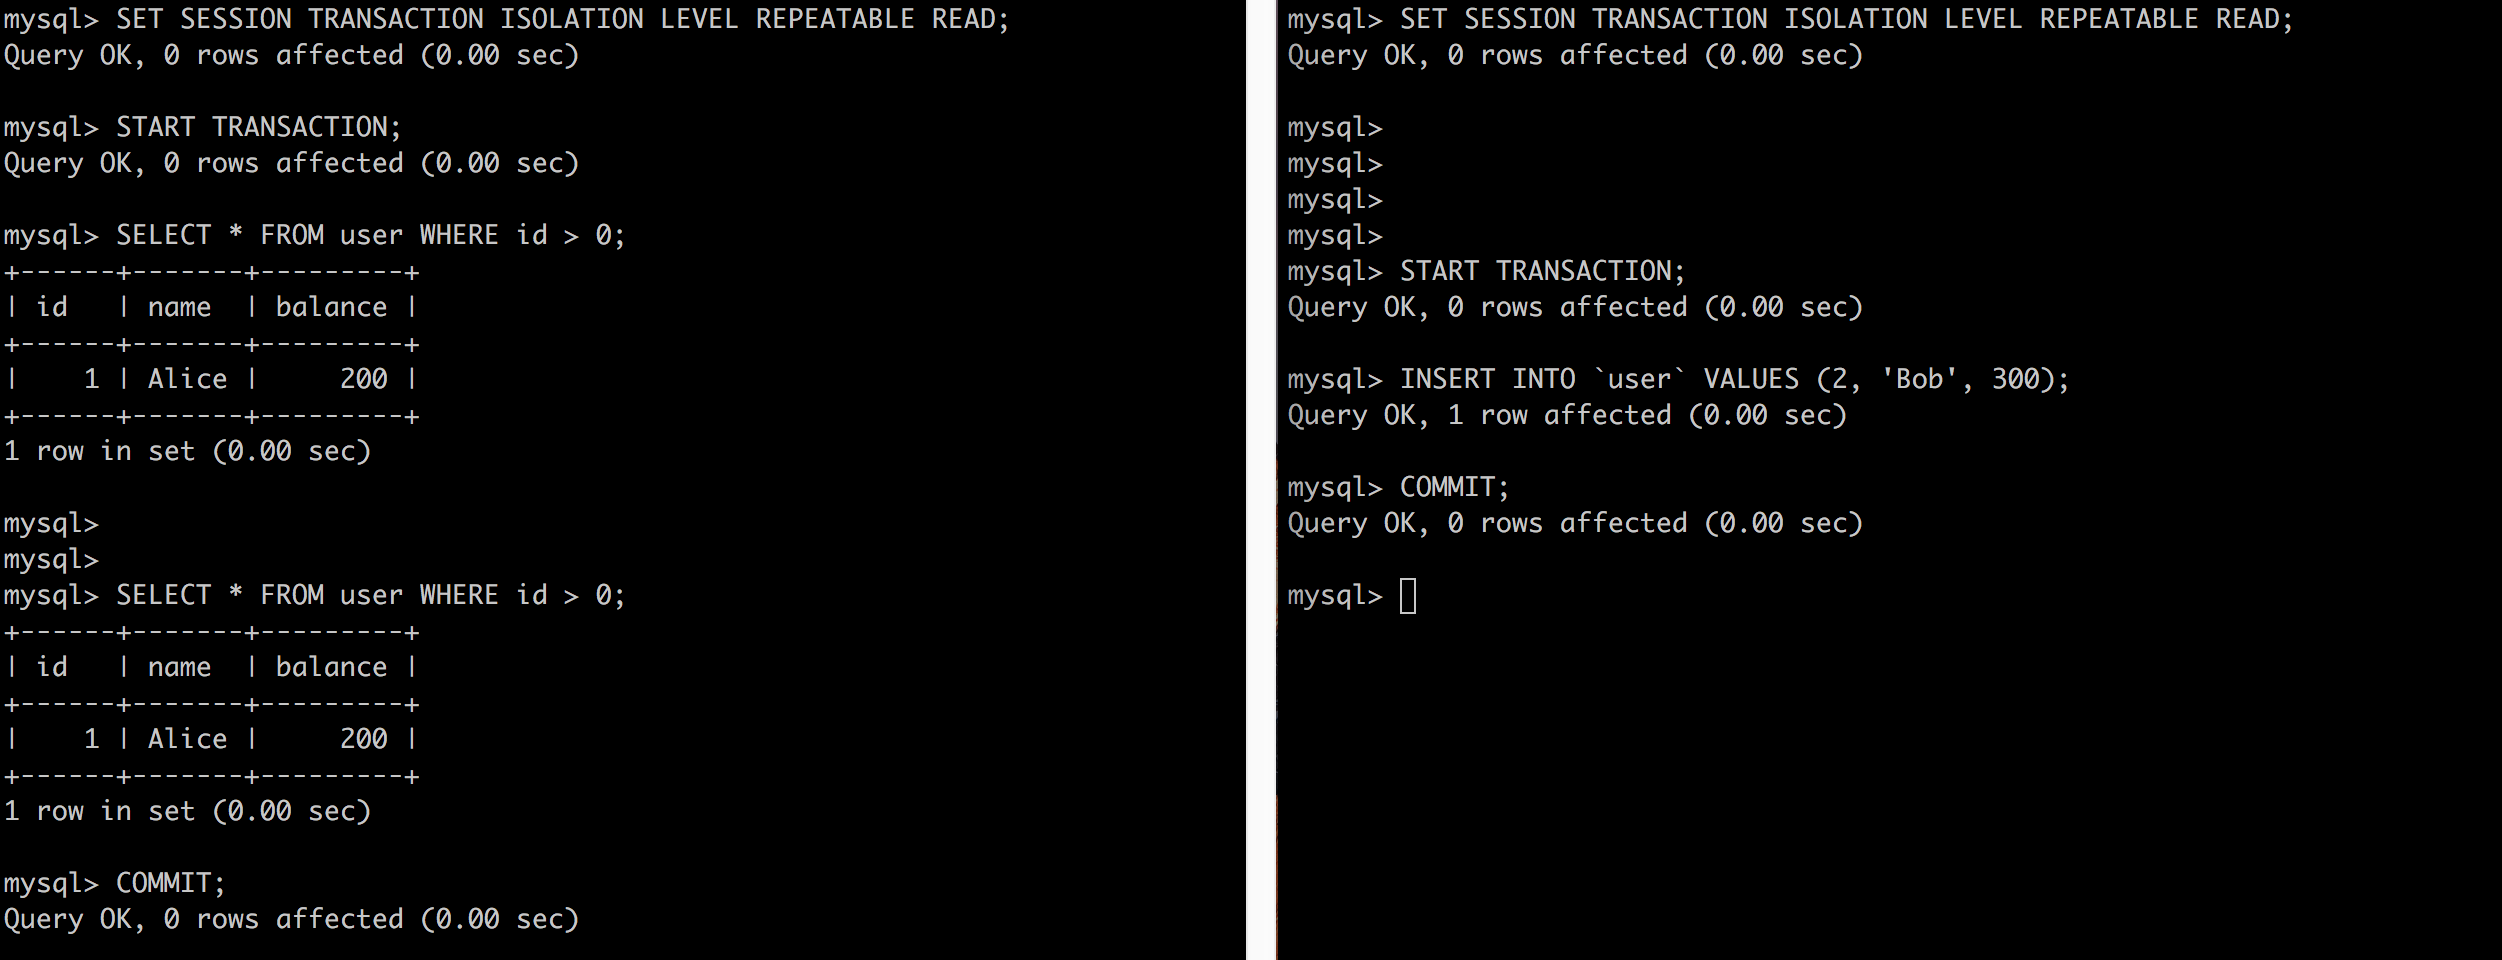 mysql> SET SESSION TRANSACTION ISOLATION LEVEL REPEATABLE READ;
Query OK, 0 rows affected (0.00 sec)

mysql> START TRANSACTION;
Query OK, 0 rows affected (0.00 sec)

mysql> SELECT * FROM user WHERE id > 0;
+------+-------+---------+
| id   | name  | balance |
+------+-------+---------+
|    1 | Alice |     200 |
+------+-------+---------+
1 row in set (0.00 sec)

mysql>
mysql>
mysql> SELECT * FROM user WHERE id > 0;
+------+-------+---------+
| id   | name  | balance |
+------+-------+---------+
|    1 | Alice |     200 |
+------+-------+---------+
1 row in set (0.00 sec)

mysql> COMMIT;
Query OK, 0 rows affected (0.00 sec)

mysql> SET SESSION TRANSACTION ISOLATION LEVEL REPEATABLE READ;
Query OK, 0 rows affected (0.00 sec)

mysql>
mysql>
mysql>
mysql>
mysql> START TRANSACTION;
Query OK, 0 rows affected (0.00 sec)

mysql> INSERT INTO `user` VALUES (2, 'Bob', 300);
Query OK, 1 row affected (0.00 sec)

mysql> COMMIT;
Query OK, 0 rows affected (0.00 sec)

mysql>